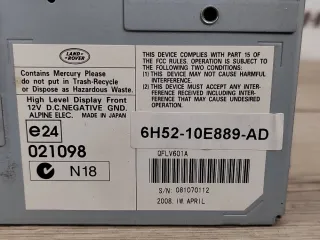 LAND ROVER
Contains Mercury Please
do not put in Trash-Recycle
or Dispose as Hazardous Waste.
High Level Display Front
12V D.C.NEGATIVE GND.
ALPINE ELEC. MADE IN JAPAN
e24
021098
N18
THIS DEVICE COMPLIES WITH PART 15 OF
THE FCC RULES. OPERATION IS SUBJECT
TO THE FOLLOWING TWO CONDITIONS:
(1) THIS DEVICE MAY NOT CAUSE HARMFUL
INTERFERENCE.
(2) THIS DEVICE MUST ACCEPT ANY INTER-
FERENCE RECEIVED INCLUDING INTER-
FERENCE THAT MAY CAUSE UNDESIRED
6H52-10E889-AD
QFLV601A
S/N: 081070112
2008. IM APRIL